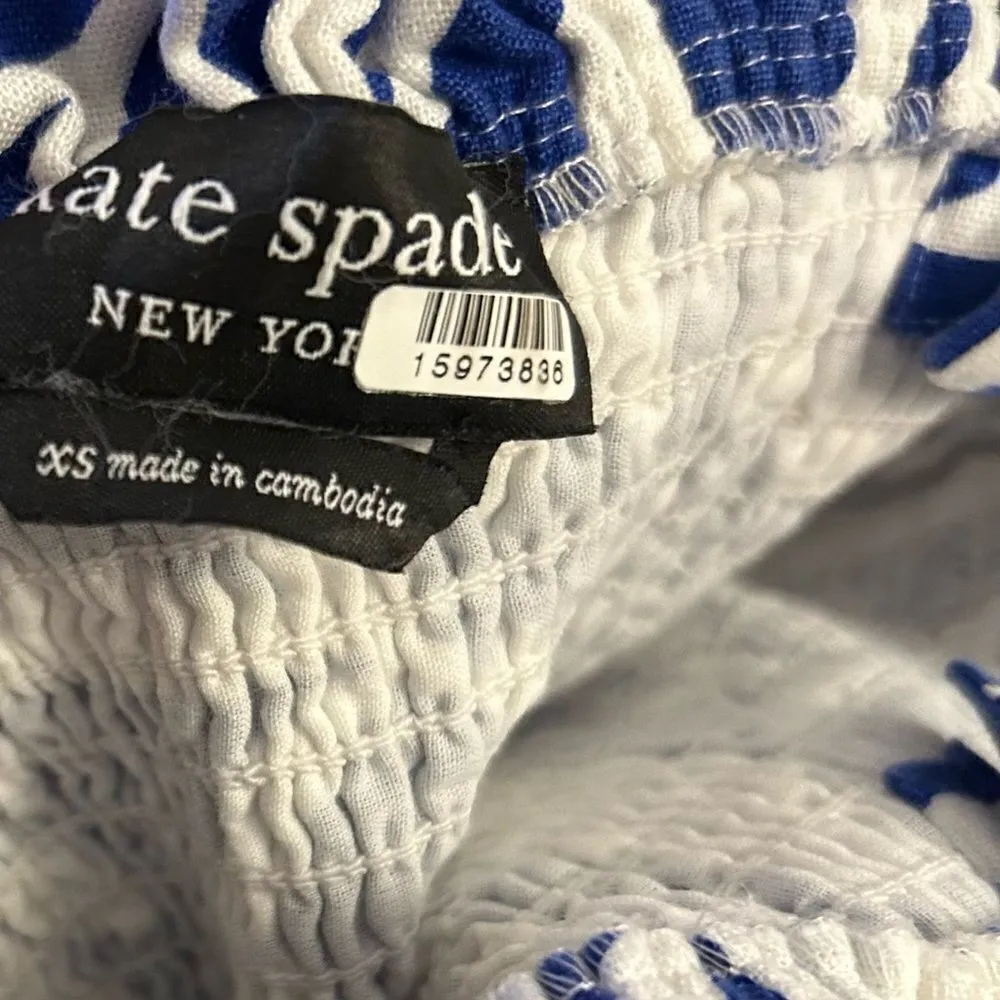 kate spade
NEW YOR
15973836
XS made in cambodia